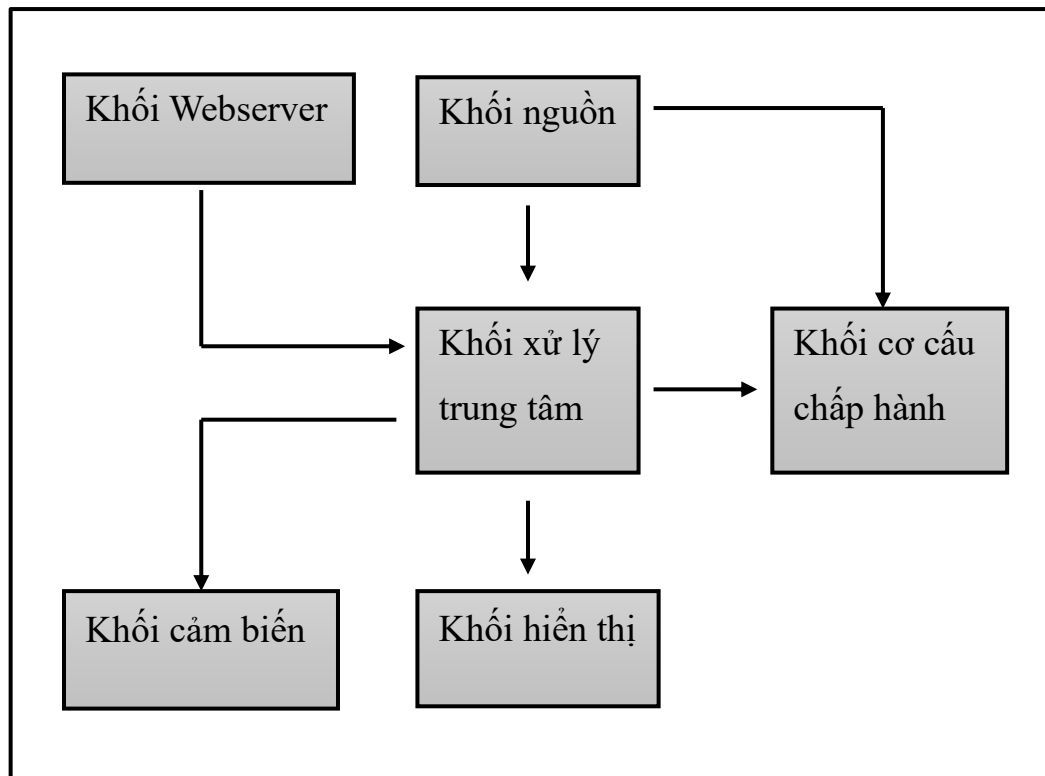 Khối Webserver
Khối nguồn
Khối xử lý
trung tâm
Khối cơ cấu
chấp hành
Khối cảm biến
Khối hiển thị